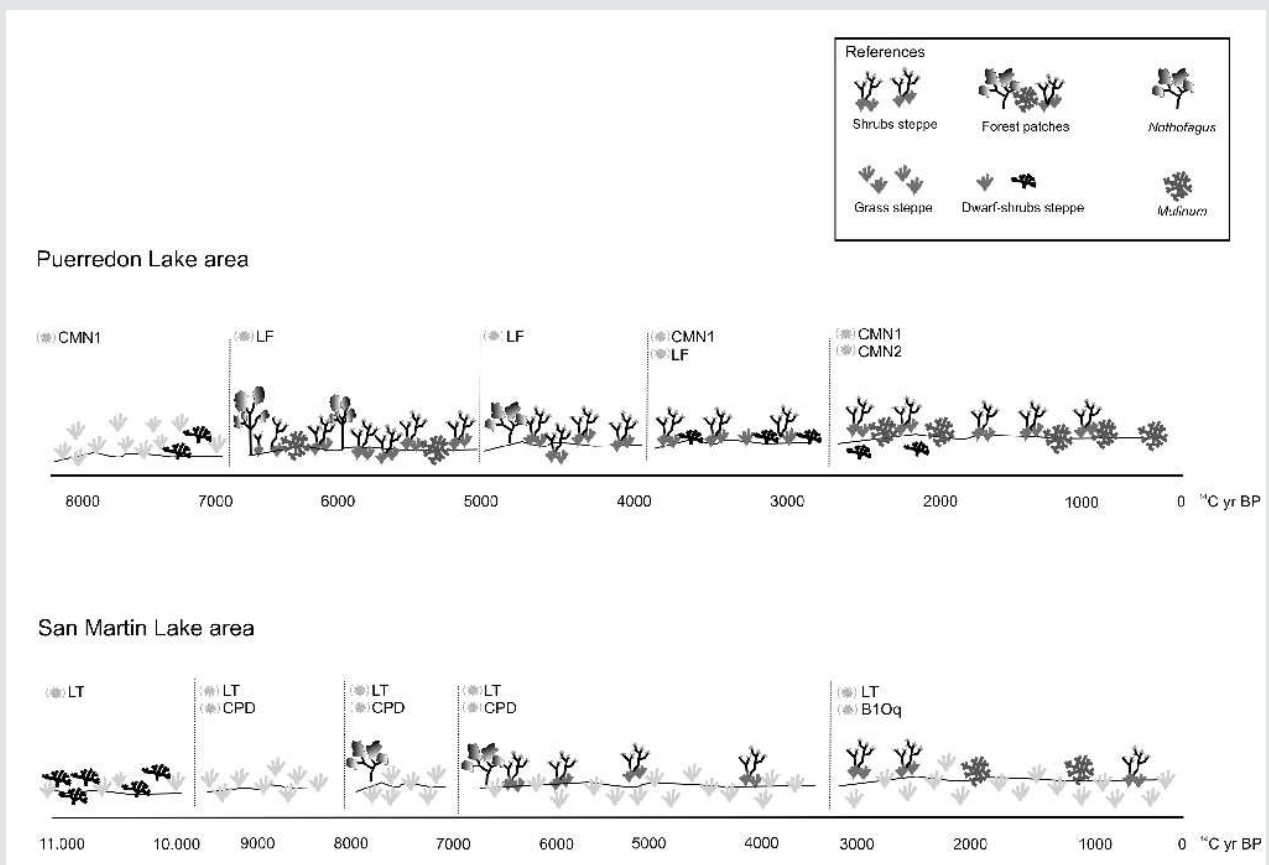 References
Shrubs steppe Forest patches Nothofagus
Grass steppe Dwarf-shrubs steppe Mulinum
Puerredon Lake area
CMN1 LF LF CMN1 CMN1
LF CMN2
8000 7000 6000 5000 4000 3000 2000 1000 0 ¹⁴C yr BP
San Martin Lake area
LT LT LT LT LT
CPD CPD CPD B1Oq
11.000 10.000 9000 8000 7000 6000 5000 4000 3000 2000 1000 0 ¹⁴C yr BP